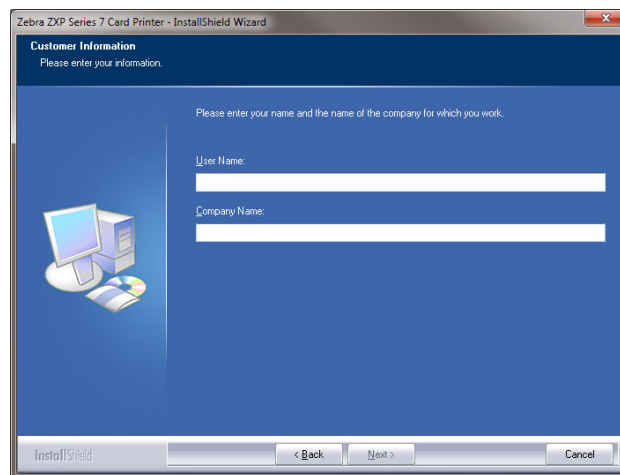 Zebra ZXP Series 7 Card Printer - InstallShield Wizard
Customer Information
Please enter your information.
Please enter your name and the name of the company for which you work.
User Name:
Company Name:
InstallShield
< Back
Next >
Cancel